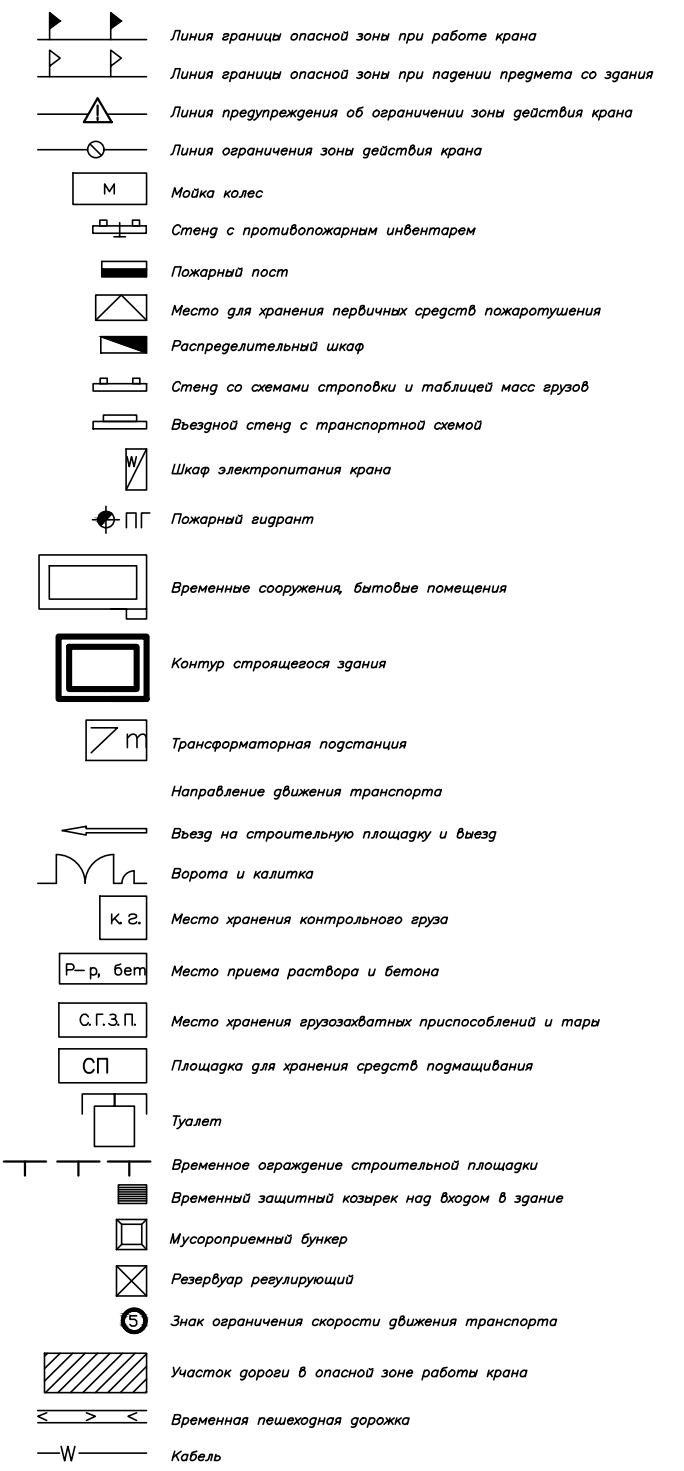 Линия границы опасной зоны при работе крана
Линия границы опасной зоны при падении предмета со здания
! Линия предупреждения об ограничении зоны действия крана
Линия ограничения зоны действия крана
М Мойка колес
Стенд с противопожарным инвентарем
Пожарный пост
Место для хранения первичных средств пожаротушения
Распределительный шкаф
Стенд со схемами строповки и таблицей масс грузов
Въездной стенд с транспортной схемой
W Шкаф электропитания крана
ПГ Пожарный гидрант
Временные сооружения, бытовые помещения
Контур строящегося здания
Трансформаторная подстанция
Направление движения транспорта
Въезд на строительную площадку и выезд
Ворота и калитка
к.г. Место хранения контрольного груза
Р-р, бет Место приема раствора и бетона
С.Г.З.П. Место хранения грузозахватных приспособлений и тары
СП Площадка для хранения средств подмащивания
Туалет
Временное ограждение строительной площадки
Временный защитный козырек над входом в здание
Мусороприемный бункер
Резервуар регулирующий
5 Знак ограничения скорости движения транспорта
Участок дороги в опасной зоне работы крана
Временная пешеходная дорожка
W Кабель